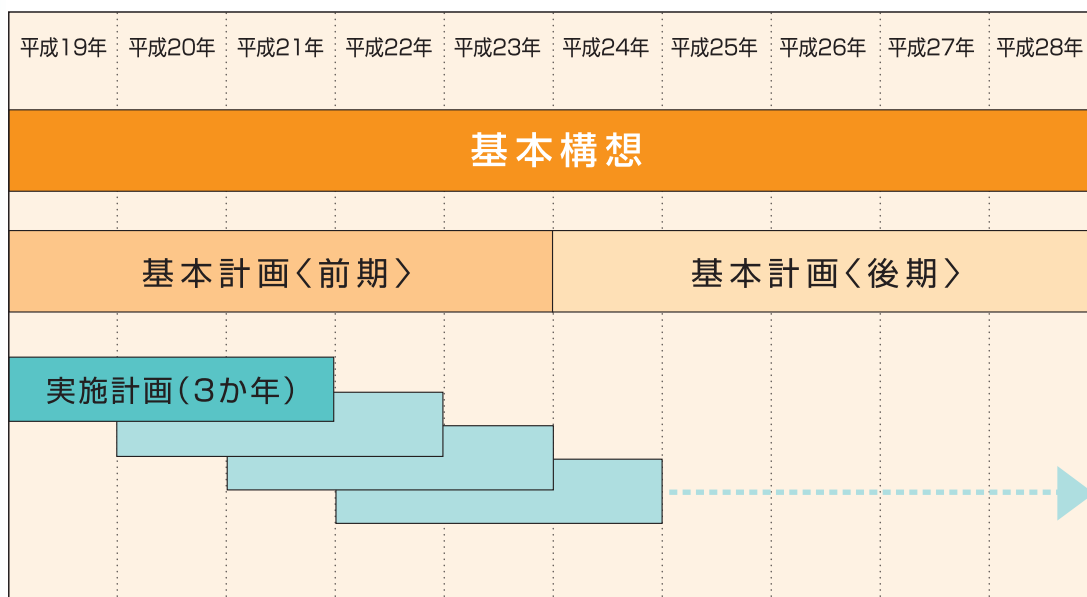 平成19年 平成20年 平成21年 平成22年 平成23年 平成24年 平成25年 平成26年 平成27年 平成28年
基本構想
基本計画〈前期〉 基本計画〈後期〉
実施計画(3か年)